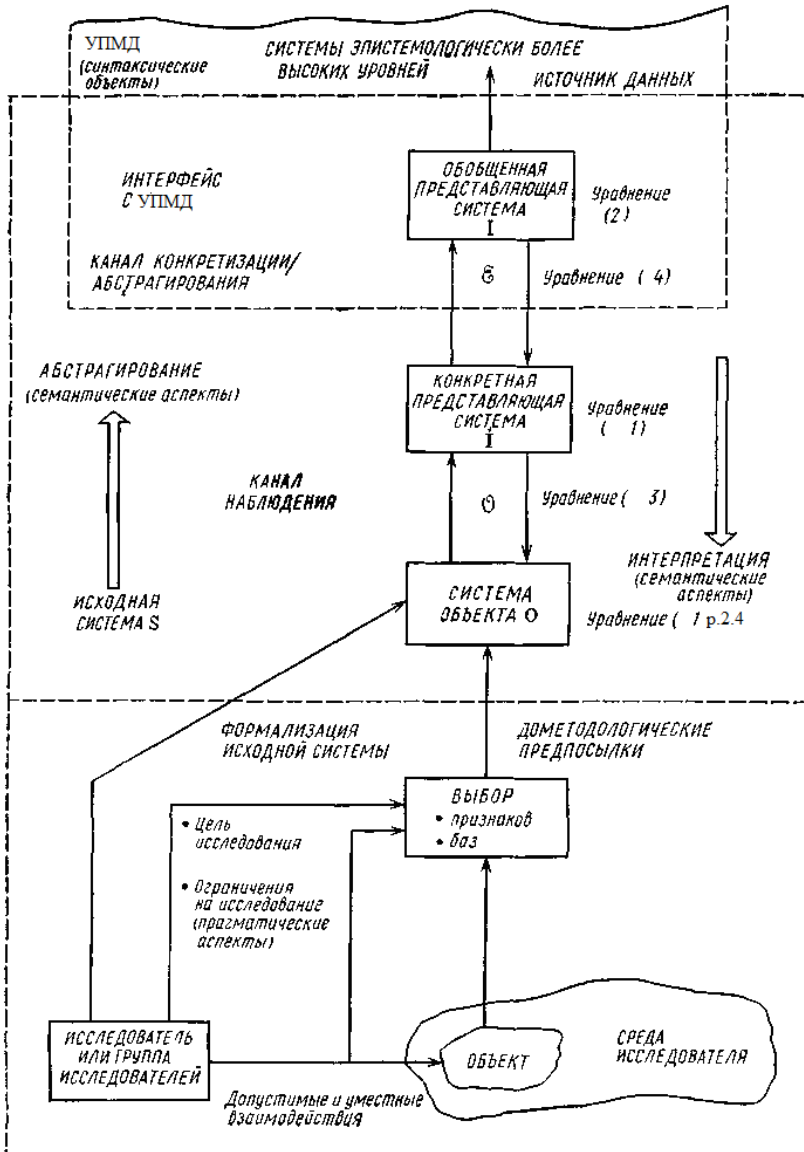 УПМД
(синтаксические
объекты)
СИСТЕМЫ ЭПИСТЕМОЛОГИЧЕСКИ БОЛЕЕ
ВЫСОКИХ УРОВНЕЙ
ИСТОЧНИК ДАННЫХ
ИНТЕРФЕЙС
С УПМД
ОБОБЩЕННАЯ
ПРЕДСТАВЛЯЮЩАЯ
СИСТЕМА
I
Уравнение
(2)
КАНАЛ КОНКРЕТИЗАЦИИ/
АБСТРАГИРОВАНИЯ
Ɛ
Уравнение ( 4)
АБСТРАГИРОВАНИЕ
(семантические аспекты)
КОНКРЕТНАЯ
ПРЕДСТАВЛЯЮЩАЯ
СИСТЕМА
İ
Уравнение
( 1)
КАНАЛ
НАБЛЮДЕНИЯ
O
Уравнение ( 3)
ИНТЕРПРЕТАЦИЯ
(семантические
аспекты)
ИСХОДНАЯ
СИСТЕМА S
СИСТЕМА
ОБЪЕКТА O
Уравнение ( 1 р.2.4
ФОРМАЛИЗАЦИЯ
ИСХОДНОЙ СИСТЕМЫ
ДОМЕТОДОЛОГИЧЕСКИЕ
ПРЕДПОСЫЛКИ
ВЫБОР
• признаков
• баз
• Цель
исследования
• Ограничения
на исследование
(прагматические
аспекты)
ИССЛЕДОВАТЕЛЬ
ИЛИ ГРУППА
ИССЛЕДОВАТЕЛЕЙ
ОБЪЕКТ
СРЕДА
ИССЛЕДОВАТЕЛЯ
Допустимые и уместные
взаимодействия